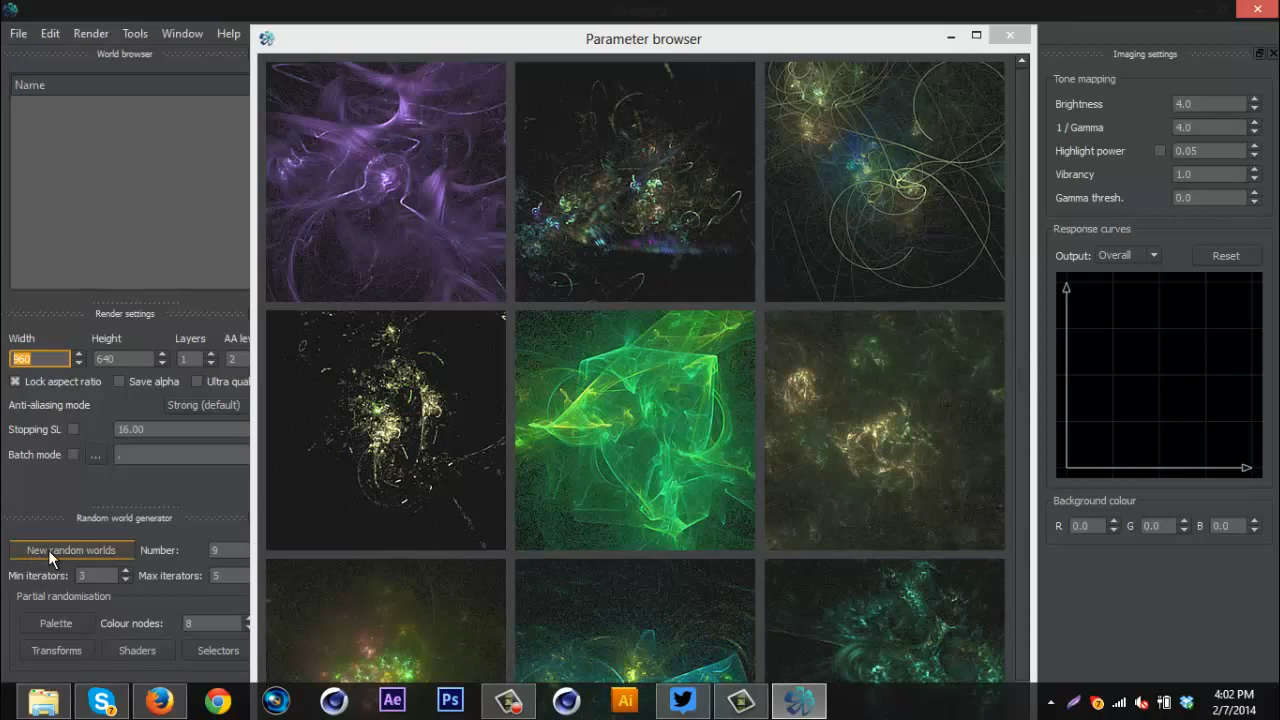 File Edit Render Tools Window Help
World browser
Name
Render settings
Width Height Layers AA le
960 640 1 2
Lock aspect ratio Save alpha Ultra qual
Anti-aliasing mode Strong (default)
Stopping SL 16.00
Batch mode ... .
Random world generator
New random worlds Number: 9
Min iterators: 3 Max iterators: 5
Partial randomisation
Palette Colour nodes: 8
Transforms Shaders Selectors
Parameter browser
Imaging settings
Tone mapping
Brightness 4.0
1 / Gamma 4.0
Highlight power 0.05
Vibrancy 1.0
Gamma thresh. 0.0
Response curves
Output: Overall Reset
Background colour
R 0.0 G 0.0 B 0.0
7 Ae Ps Ai ?
4:02 PM
2/7/2014